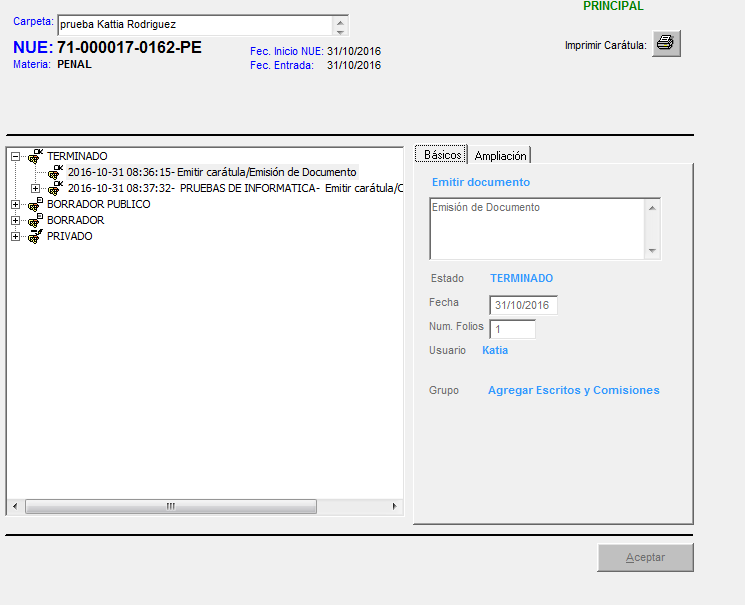 PRINCIPAL
Carpeta: prueba Kattia Rodriguez
NUE: 71-000017-0162-PE
Fec. Inicio NUE: 31/10/2016
Imprimir Carátula:
Materia: PENAL
Fec. Entrada: 31/10/2016
TERMINADO
2016-10-31 08:36:15- Emitir carátula/Emisión de Documento
2016-10-31 08:37:32- PRUEBAS DE INFORMATICA- Emitir carátula/C
BORRADOR PUBLICO
BORRADOR
PRIVADO
Básicos
Ampliación
Emitir documento
Emisión de Documento
Estado TERMINADO
Fecha 31/10/2016
Num. Folios 1
Usuario Katia
Grupo Agregar Escritos y Comisiones
Aceptar